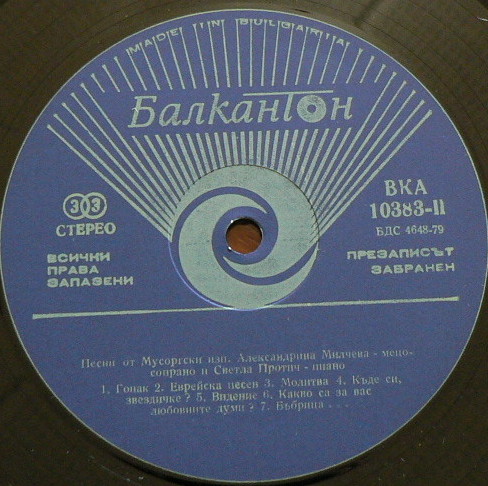 MADE IN BULGARIA
Балкантон
33
СТЕРЕО
ВКА
10383-II
БДС 4648-79
ВСИЧКИ
ПРАВА
ЗАПАЗЕНИ
ПРЕЗАПИСЪТ
ЗАБРАНЕН
Песни от Мусоргски изп. Александрина Милчева - мецо-
сопрано и Светла Протич - пиано
1. Гопак 2. Еврейска песен 3. Молитва 4. Къде си,
звездичке? 5. Видение 6. Какво са за вас
любовните думи? 7. Бъбрица . . .